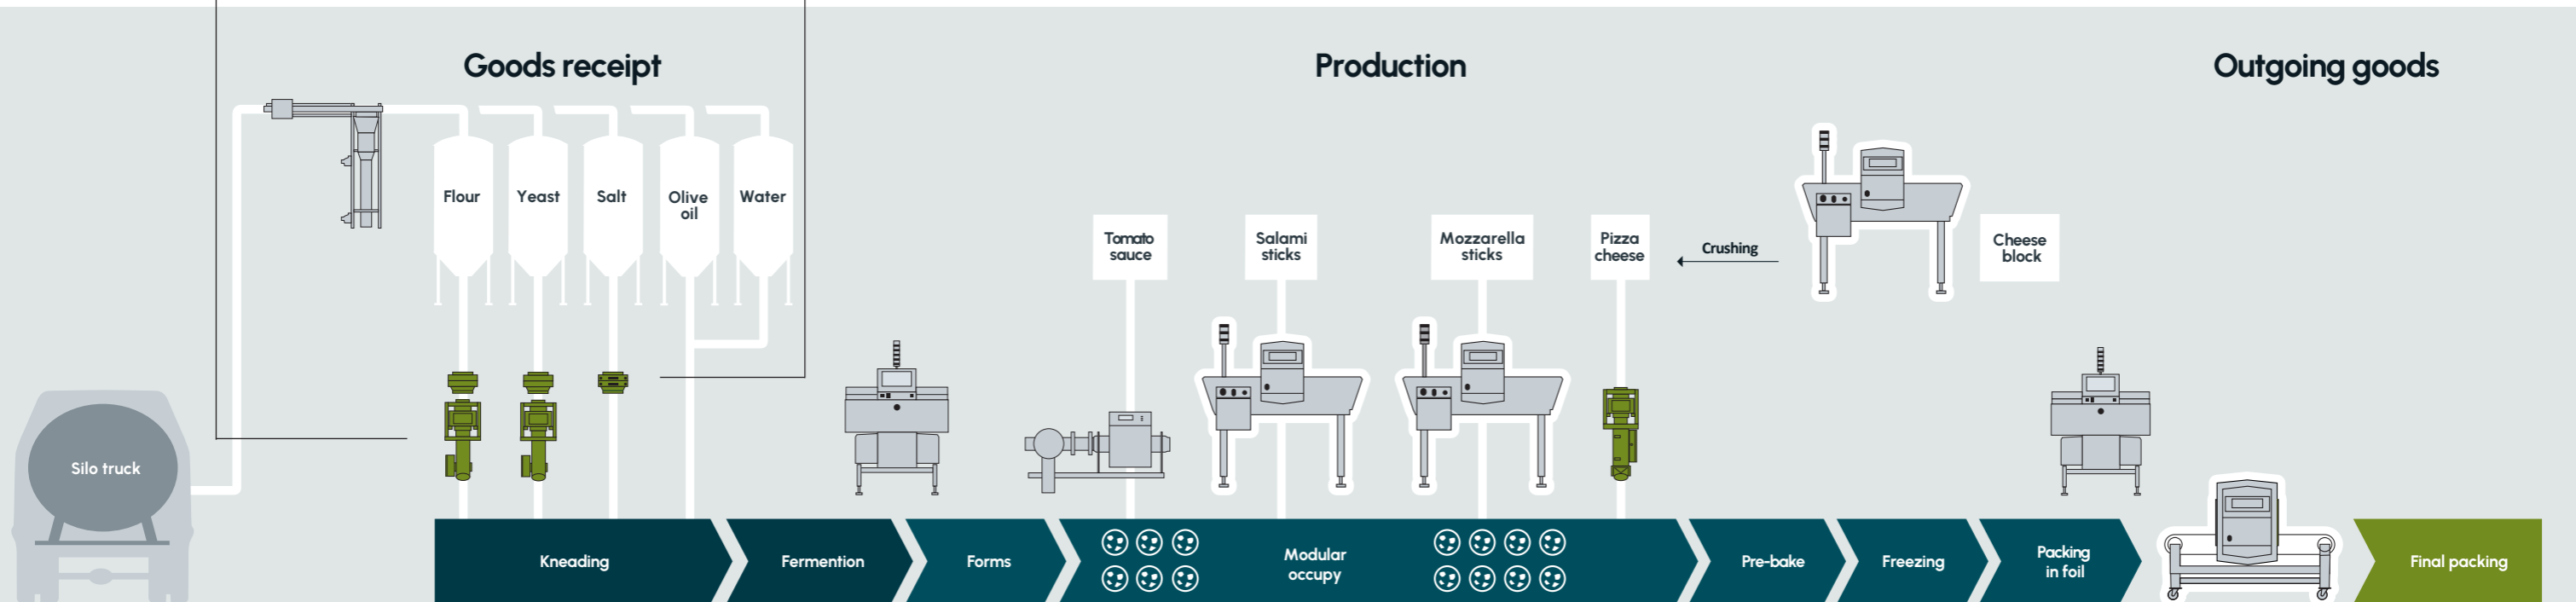 Goods receipt
Production
Outgoing goods
Flour
Yeast
Salt
Olive
oil
Water
Tomato
sauce
Salami
sticks
Mozzarella
sticks
Pizza
cheese
Crushing
Cheese
block
Silo truck
Kneading
Fermention
Forms
Modular
occupy
Pre-bake
Freezing
Packing
in foil
Final packing